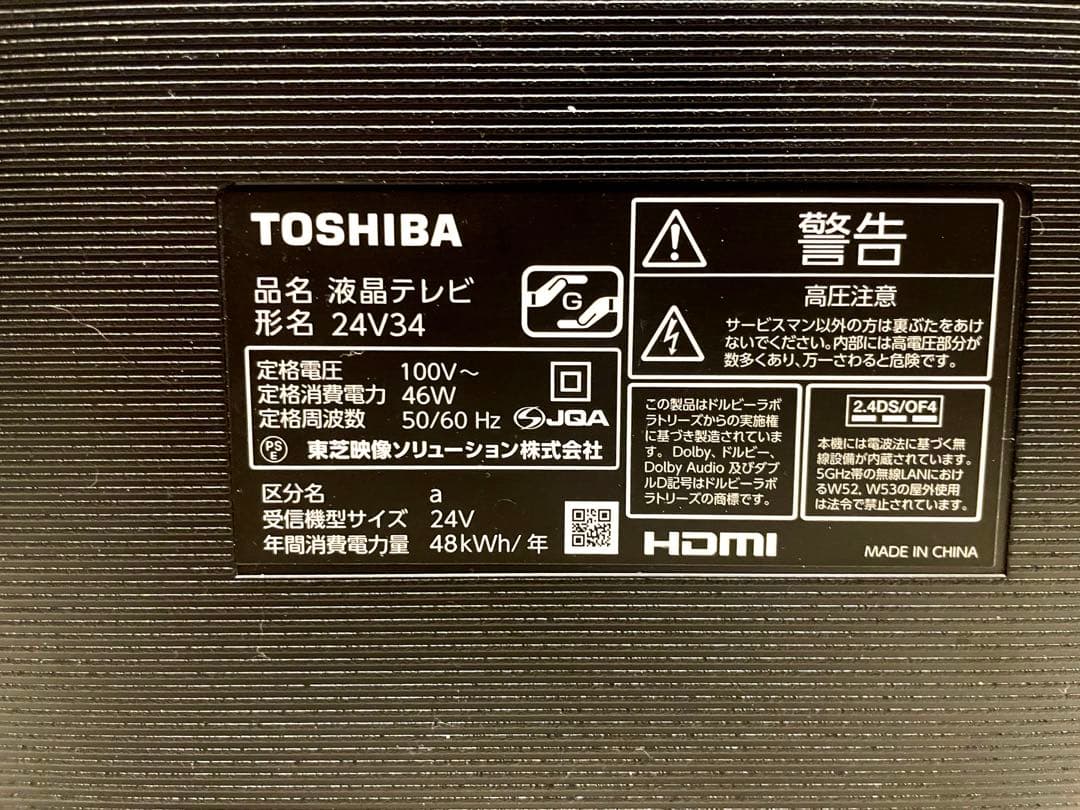 TOSHIBA
品名 液晶テレビ
形名 24V34
G
定格電圧 100V～
定格消費電力 46W
定格周波数 50/60 Hz
JQA
PSE
東芝映像ソリューション株式会社
区分名 a
受信機型サイズ 24V
年間消費電力量 48kWh/年
警告
高圧注意
サービスマン以外の方は裏ぶたをあけ
ないでください。内部には高電圧部分が
数多くあり、万一さわると危険です。
この製品はドルビーラボ
ラトリーズからの実施権
に基づき製造されていま
す。Dolby、ドルビー、
Dolby Audio 及びダブ
ルD記号はドルビーラボ
ラトリーズの商標です。
2.4DS/OF4
本機には電波法に基づく無
線設備が内蔵されています。
5GHz帯の無線LANにおけ
るW52, W53の屋外使用
は法令で禁止されています。
HDMI
MADE IN CHINA